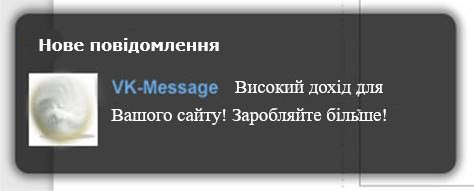 Нове повідомлення
VK-Message Високий дохід для
Вашого сайту! Заробляйте більше!